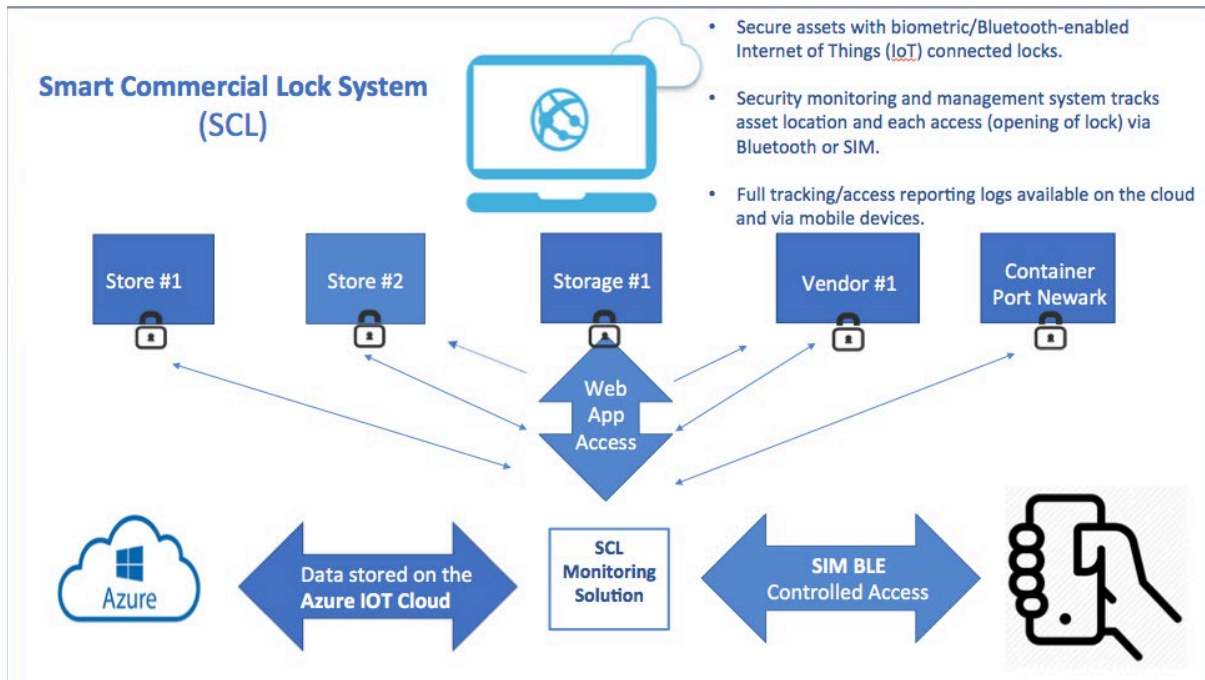 Smart Commercial Lock System
(SCL)
• Secure assets with biometric/Bluetooth-enabled
Internet of Things (IoT) connected locks.
• Security monitoring and management system tracks
asset location and each access (opening of lock) via
Bluetooth or SIM.
• Full tracking/access reporting logs available on the cloud
and via mobile devices.
Store #1
Store #2
Storage #1
Vendor #1
Container
Port Newark
Web
App
Access
Azure
Data stored on the
Azure IOT Cloud
SCL
Monitoring
Solution
SIM BLE
Controlled Access